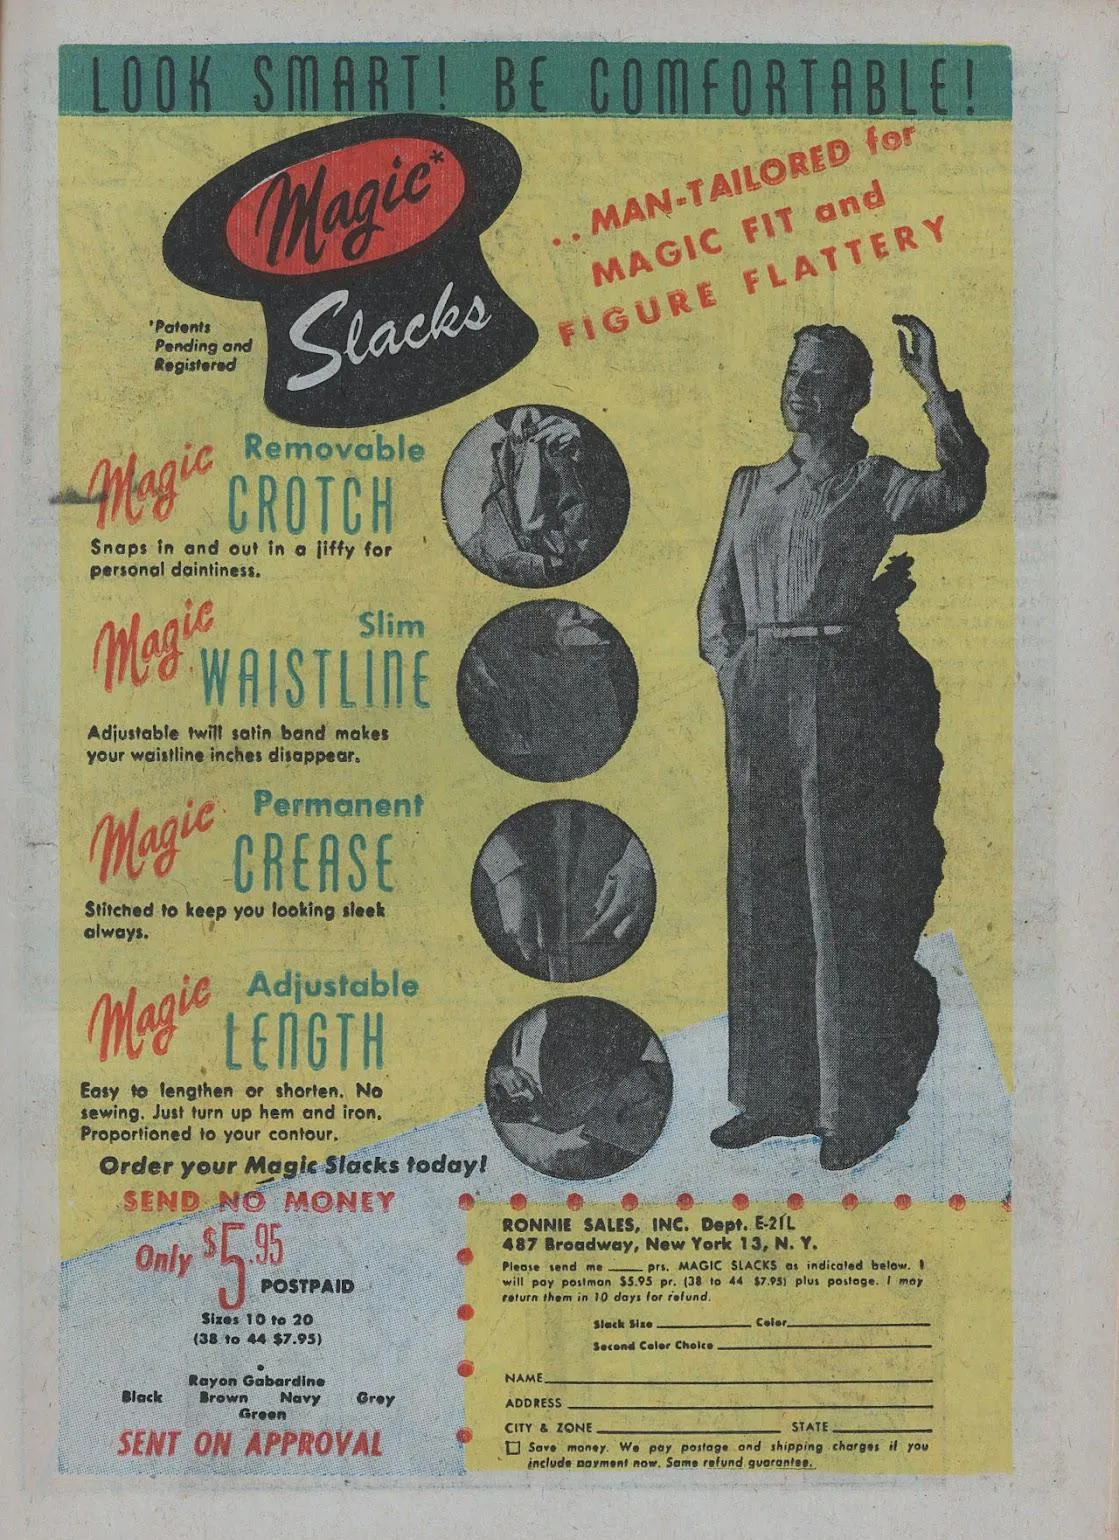 LOOK SMART! BE COMFORTABLE!
Magic*
Slacks
*Patents
Pending and
Registered
..MAN-TAILORED for
MAGIC FIT and
FIGURE FLATTERY
Magic Removable
CROTCH
Snaps in and out in a jiffy for
personal daintiness.
Magic Slim
WAISTLINE
Adjustable twill satin band makes
your waistline inches disappear.
Magic Permanent
CREASE
Stitched to keep you looking sleek
always.
Magic Adjustable
LENGTH
Easy to lengthen or shorten. No
sewing. Just turn up hem and iron.
Proportioned to your contour.
Order your Magic Slacks today!
SEND NO MONEY
Only $5.95
POSTPAID
Sizes 10 to 20
(38 to 44 $7.95)
Rayon Gabardine
Black Brown Navy Grey
Green
SENT ON APPROVAL
RONNIE SALES, INC. Dept. E-21L
487 Broadway, New York 13, N. Y.
Please send me ____ prs. MAGIC SLACKS as indicated below. I
will pay postman $5.95 pr. (38 to 44 $7.95) plus postage. I may
return them in 10 days for refund.
Slack Size ____ Color ____
Second Color Choice ____
NAME ____
ADDRESS ____
CITY & ZONE ____ STATE ____
Save money. We pay postage and shipping charges if you
include payment now. Same refund guarantee.